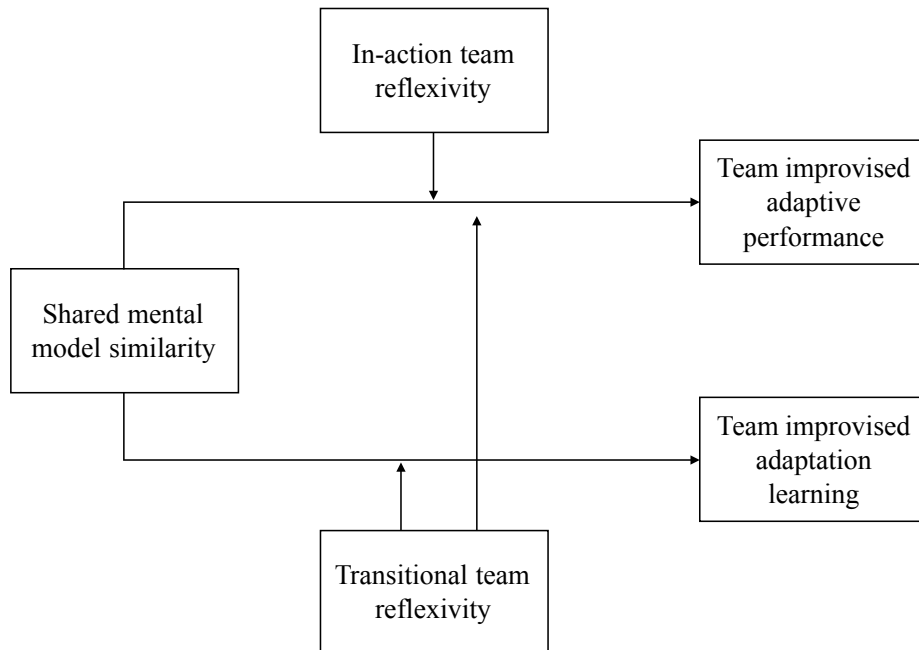 In-action team
reflexivity
Team improvised
adaptive
performance
Shared mental
model similarity
Team improvised
adaptation
learning
Transitional team
reflexivity